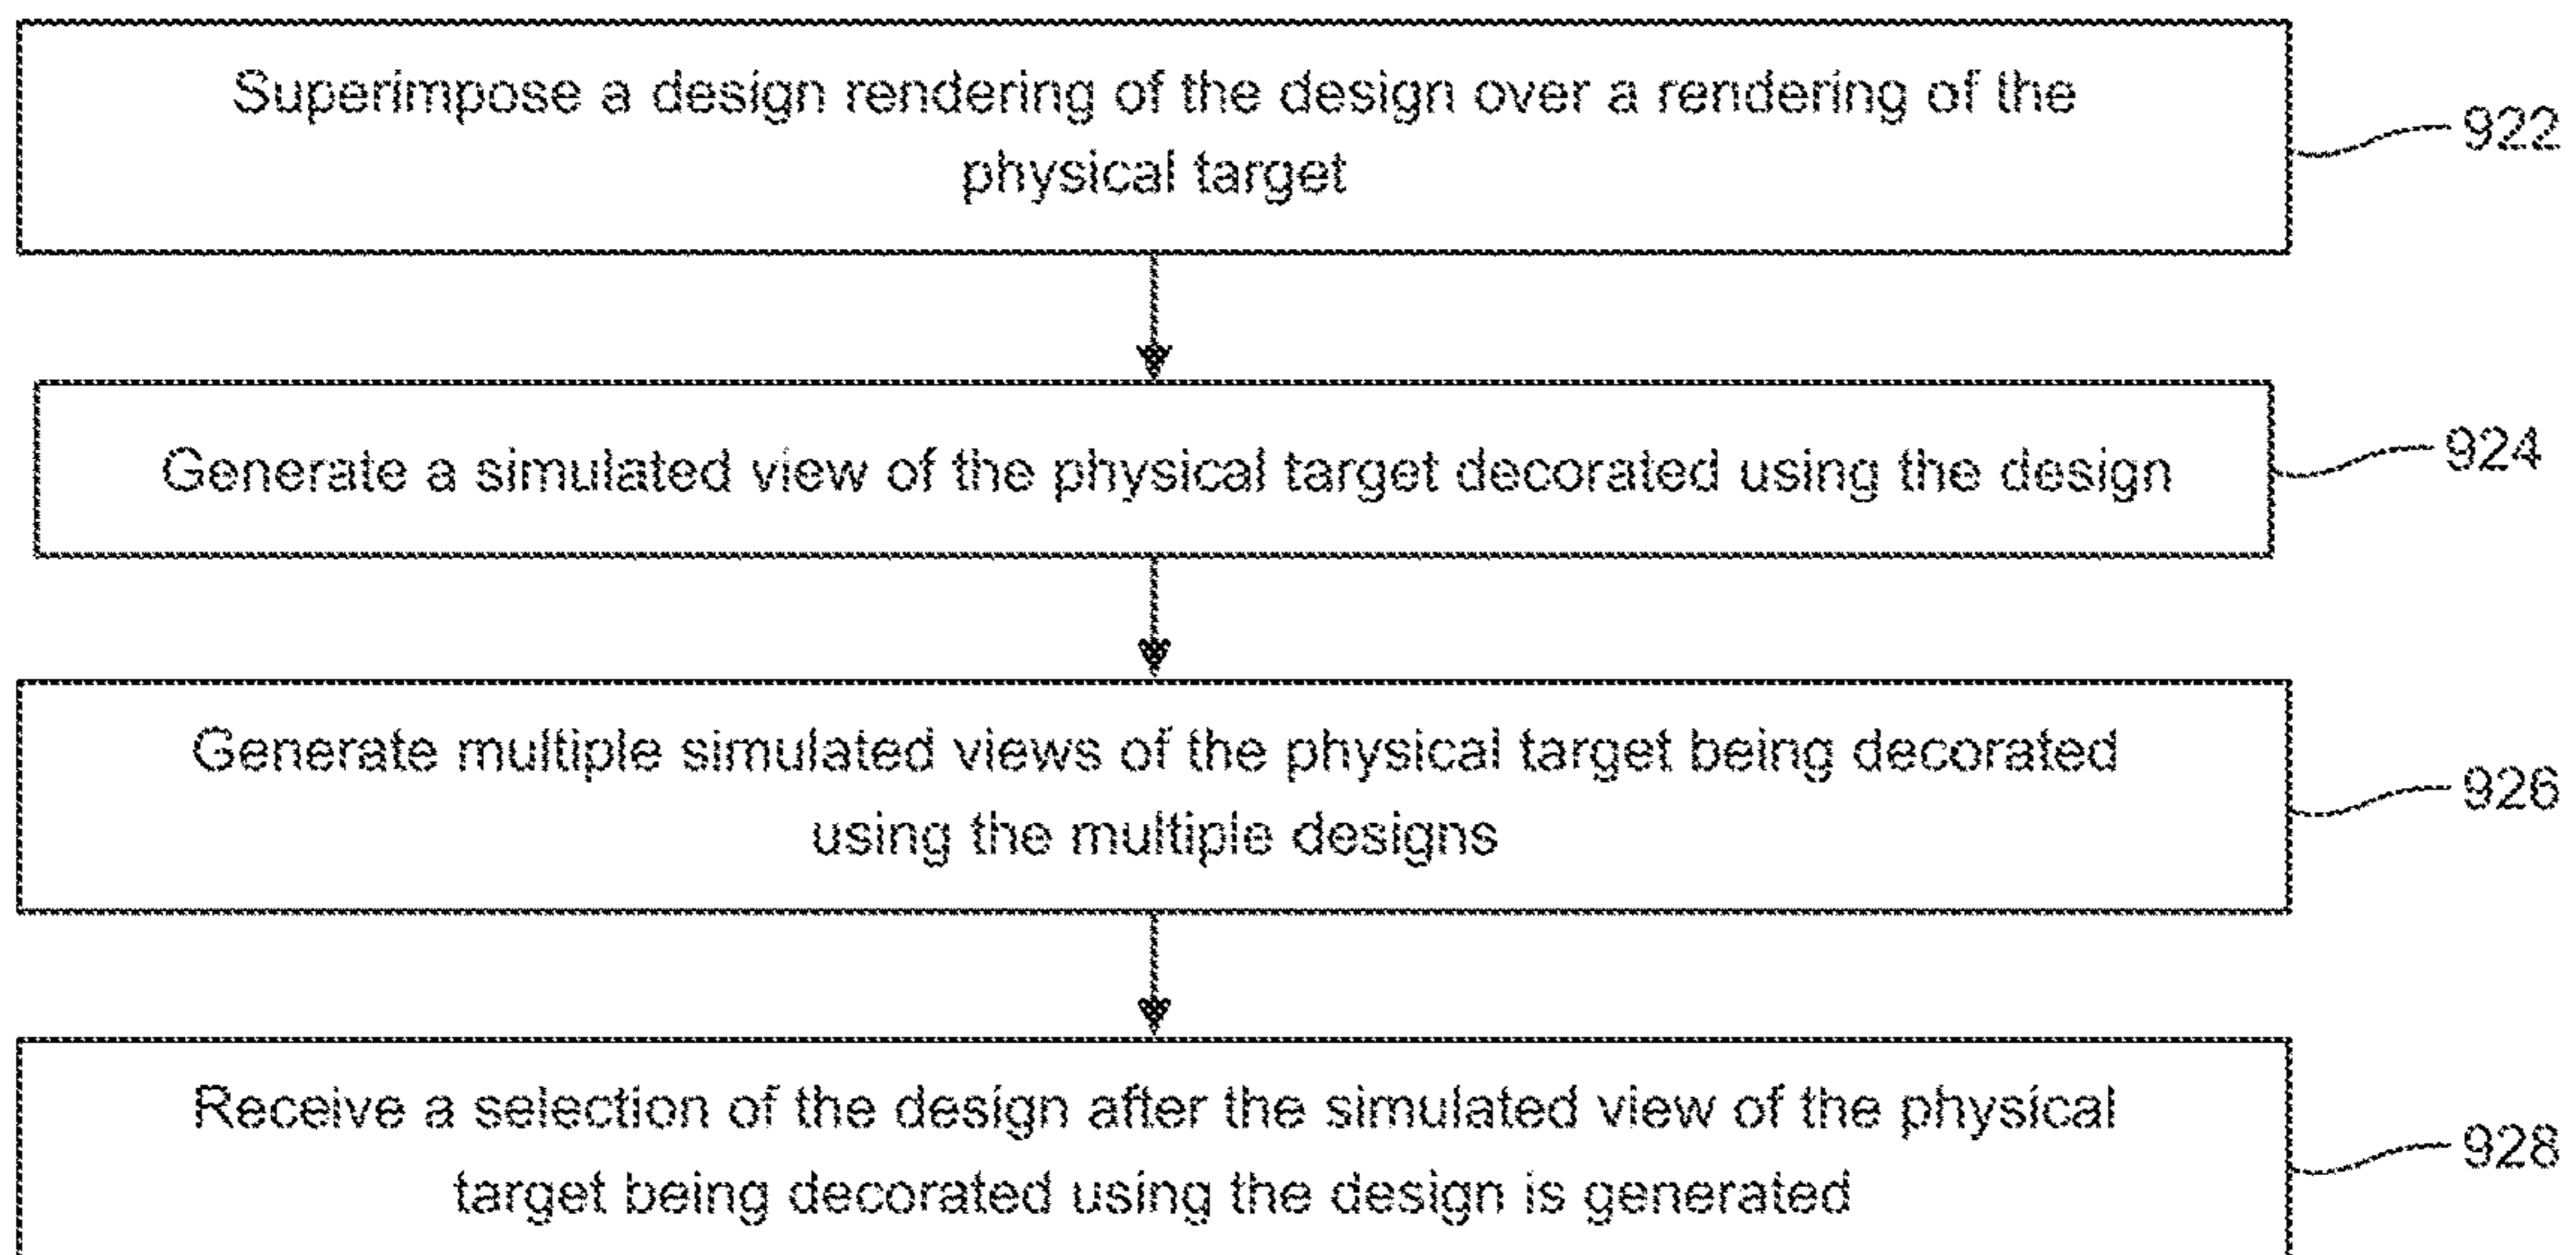 Superimpose a design rendering of the design over a rendering of the
physical target
922
Generate a simulated view of the physical target decorated using the design
924
Generate multiple simulated views of the physical target being decorated
using the multiple designs
926
Receive a selection of the design after the simulated view of the physical
target being decorated using the design is generated
928